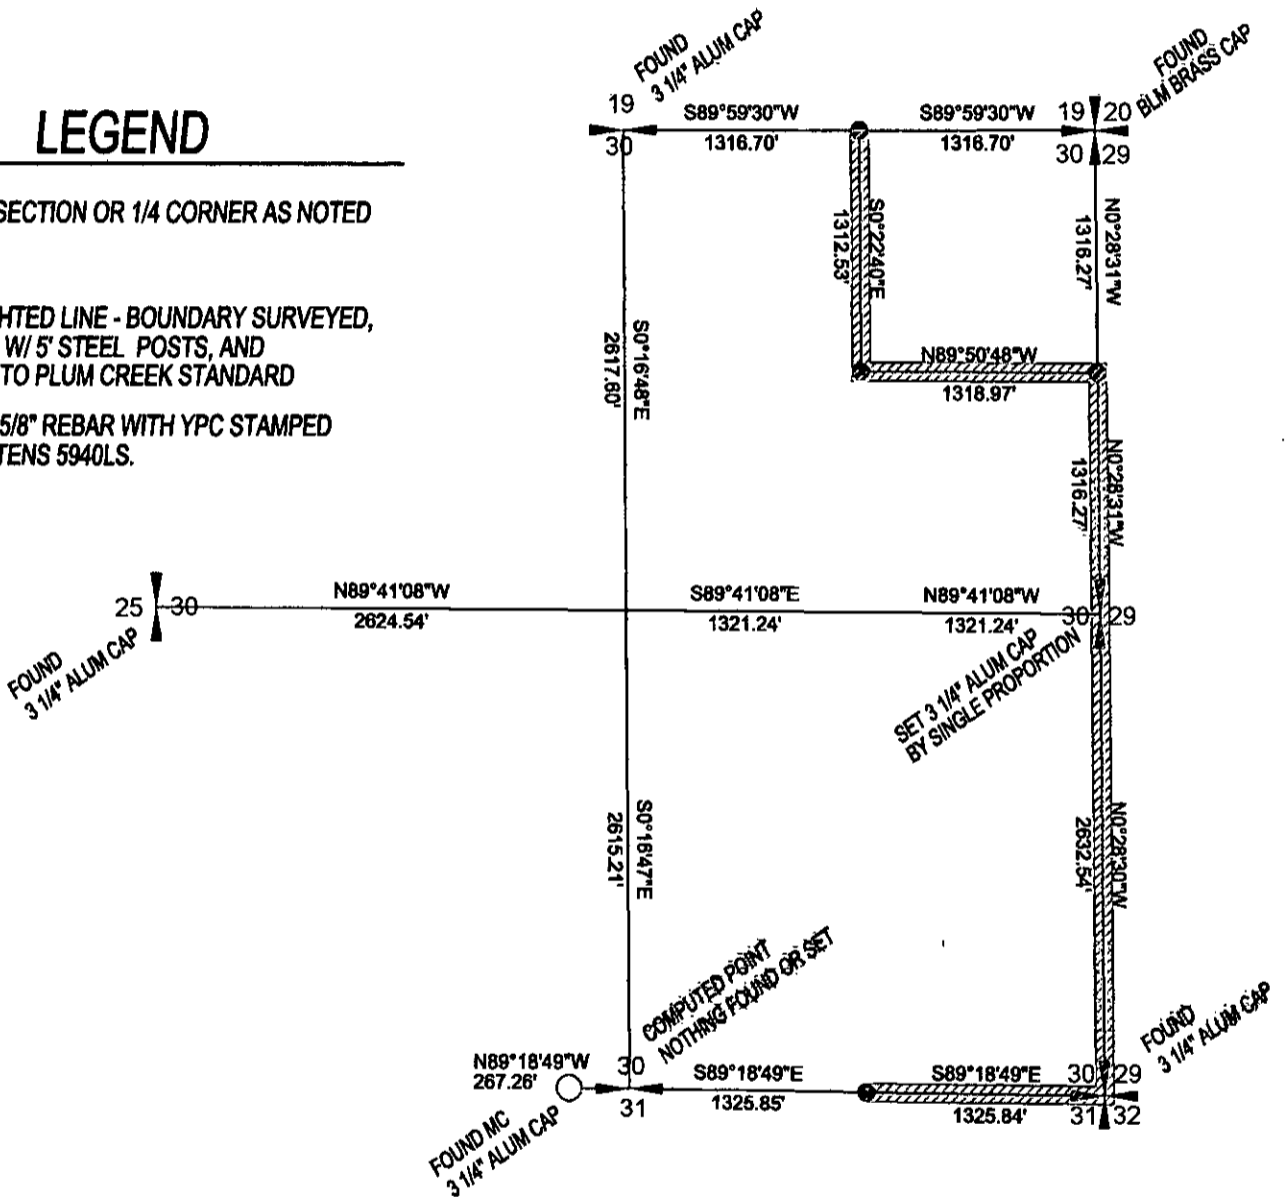 LEGEND
SECTION OR 1/4 CORNER AS NOTED
HTED LINE - BOUNDARY SURVEYED,
W/ 5' STEEL POSTS, AND
TO PLUM CREEK STANDARD
5/8" REBAR WITH YPC STAMPED
TENS 5940LS.
FOUND
3 1/4" ALUM CAP
19
30
S89°59'30"W
1316.70'
S89°59'30"W
1316.70'
19 20
30 29
FOUND
BLM BRASS CAP
S0°22'40"E
1312.53'
N0°28'31"W
1316.27'
S0°16'48"E
2617.60'
N89°50'48"W
1318.97'
N0°28'31"W
1316.27'
25 30
N89°41'08"W
2624.54'
S89°41'08"E
1321.24'
N89°41'08"W
1321.24'
30 29
FOUND
3 1/4" ALUM CAP
SET 3 1/4" ALUM CAP
BY SINGLE PROPORTION
S0°16'47"E
2615.21'
N0°28'30"W
2632.54'
COMPUTED POINT
NOTHING FOUND OR SET
N89°18'49"W
267.26'
30
31
S89°18'49"E
1325.85'
S89°18'49"E
1325.84'
30 29
31 32
FOUND
3 1/4" ALUM CAP
FOUND MC
3 1/4" ALUM CAP